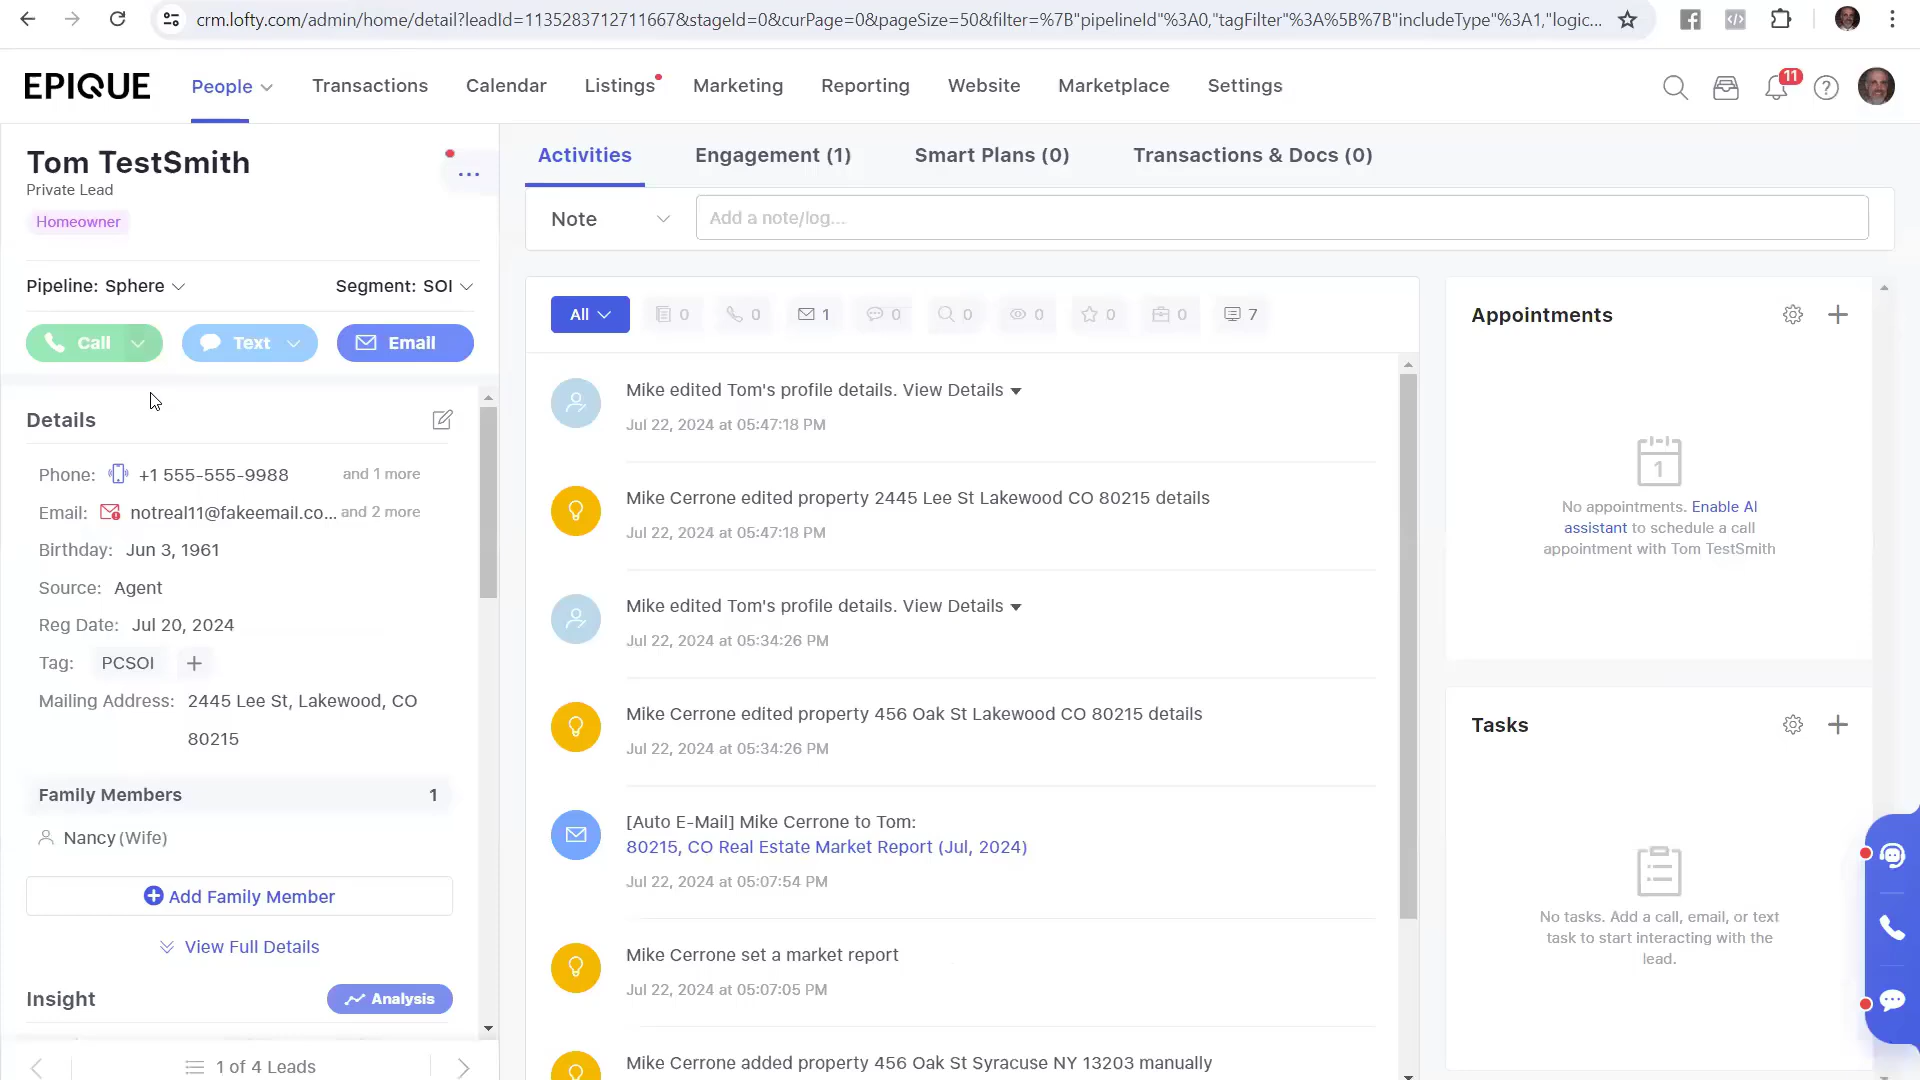 crm.lofty.com/admin/home/detail?leadId=1135283712711667&stageId=0&curPage=0&pageSize=50&filter=%7B"pipelineId"%3A0,"tagFilter"%3A%5B%7B"includeType"%3A1,"logic...
EPIQUE
People
Transactions
Calendar
Listings
Marketing
Reporting
Website
Marketplace
Settings
11
Tom TestSmith
Private Lead
Homeowner
Pipeline: Sphere
Segment: SOI
Call
Text
Email
Details
Phone: +1 555-555-9988 and 1 more
Email: notreal11@fakeemail.co... and 2 more
Birthday: Jun 3, 1961
Source: Agent
Reg Date: Jul 20, 2024
Tag: PCSOI +
Mailing Address: 2445 Lee St, Lakewood, CO
80215
Family Members 1
Nancy (Wife)
Add Family Member
View Full Details
Insight
Analysis
1 of 4 Leads
Activities
Engagement (1)
Smart Plans (0)
Transactions & Docs (0)
Note
Add a note/log...
All
0
0
1
0
0
0
0
0
7
Mike edited Tom's profile details. View Details
Jul 22, 2024 at 05:47:18 PM
Mike Cerrone edited property 2445 Lee St Lakewood CO 80215 details
Jul 22, 2024 at 05:47:18 PM
Mike edited Tom's profile details. View Details
Jul 22, 2024 at 05:34:26 PM
Mike Cerrone edited property 456 Oak St Lakewood CO 80215 details
Jul 22, 2024 at 05:34:26 PM
[Auto E-Mail] Mike Cerrone to Tom:
80215, CO Real Estate Market Report (Jul, 2024)
Jul 22, 2024 at 05:07:54 PM
Mike Cerrone set a market report
Jul 22, 2024 at 05:07:05 PM
Mike Cerrone added property 456 Oak St Syracuse NY 13203 manually
Appointments
1
No appointments. Enable AI
assistant to schedule a call
appointment with Tom TestSmith
Tasks
No tasks. Add a call, email, or text
task to start interacting with the
lead.